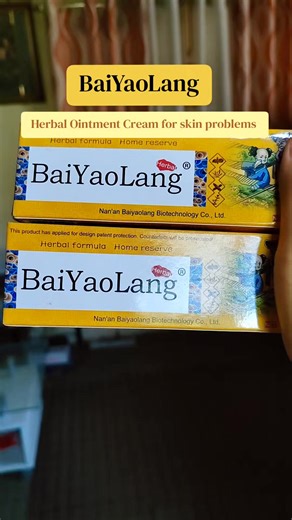 BaiYaoLang
Herbal Ointment Cream for skin problems
Herbal formula Home reserve
BaiYaoLang®
Herbal
Nan'an Baiyaolang Biotechnology Co., Ltd.
This product has applied for design patent protection.
Herbal formula Home reserve
BaiYaoLang®
Herbal
Nan'an Baiyaolang Biotechnology Co., Ltd.